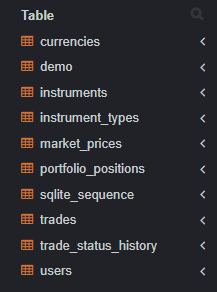 Table
currencies
demo
instruments
instrument_types
market_prices
portfolio_positions
sqlite_sequence
trades
trade_status_history
users